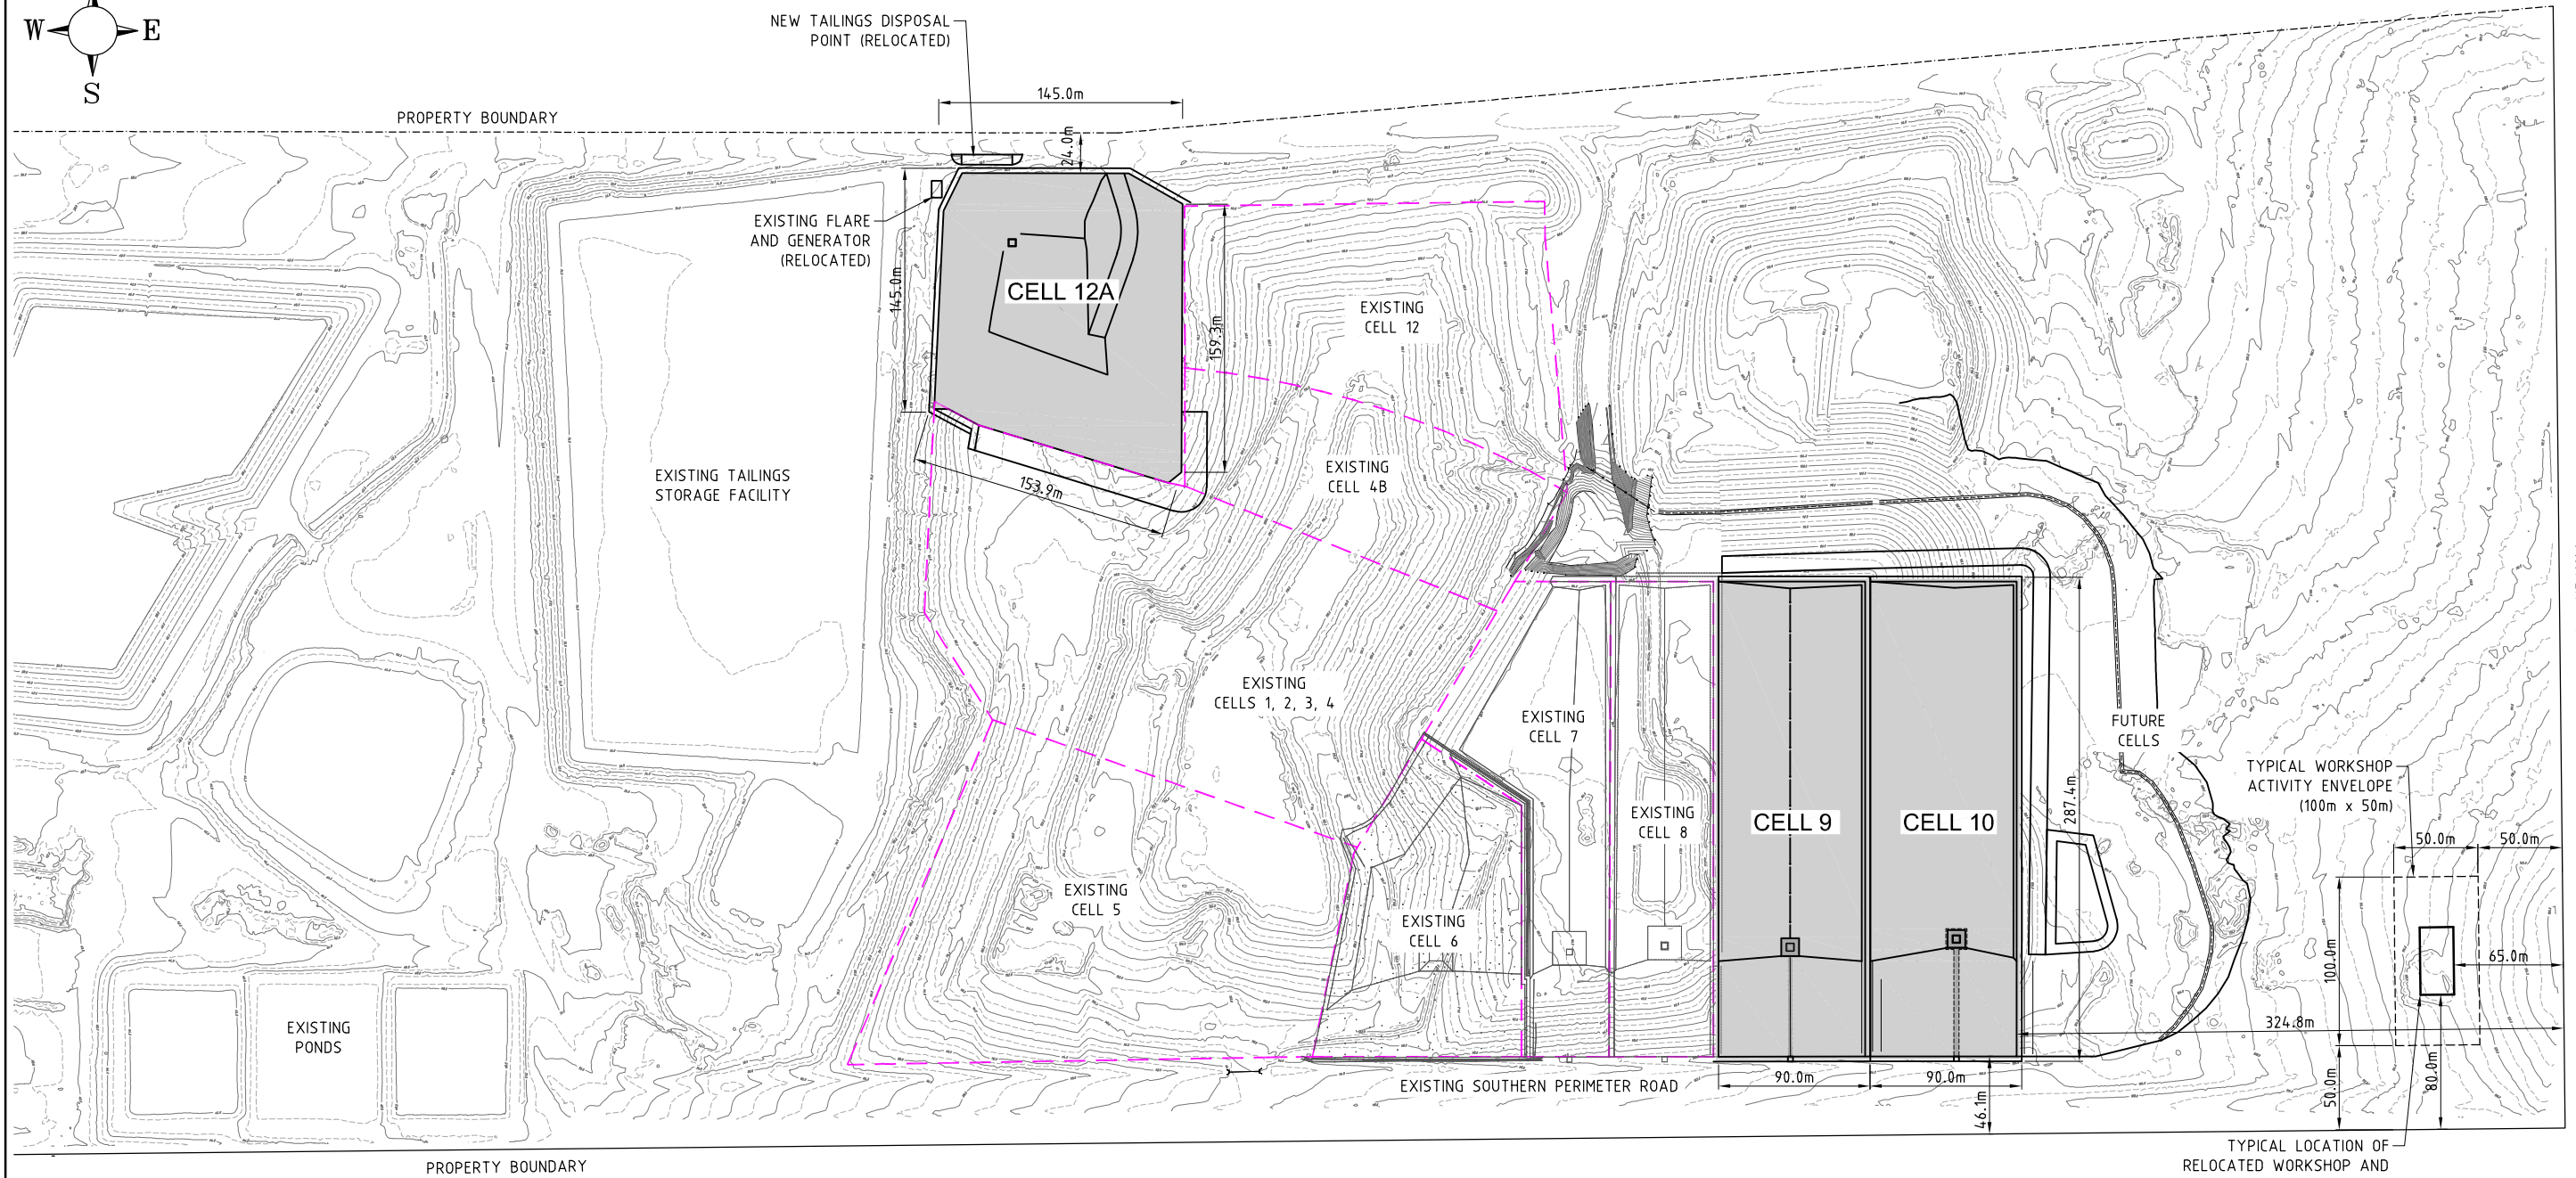 W
E
S
NEW TAILINGS DISPOSAL
POINT (RELOCATED)
145.0m
PROPERTY BOUNDARY
24.0m
EXISTING FLARE
AND GENERATOR
(RELOCATED)
145.0m
CELL 12A
159.3m
EXISTING
CELL 12
EXISTING TAILINGS
STORAGE FACILITY
153.9m
EXISTING
CELL 4B
EXISTING
CELLS 1, 2, 3, 4
EXISTING
CELL 7
FUTURE
CELLS
TYPICAL WORKSHOP
ACTIVITY ENVELOPE
(100m x 50m)
EXISTING
CELL 8
CELL 9
CELL 10
287.4m
50.0m
50.0m
EXISTING
CELL 5
EXISTING
CELL 6
100.0m
65.0m
EXISTING
PONDS
324.8m
EXISTING SOUTHERN PERIMETER ROAD
90.0m
90.0m
46.1m
50.0m
80.0m
PROPERTY BOUNDARY
TYPICAL LOCATION OF
RELOCATED WORKSHOP AND